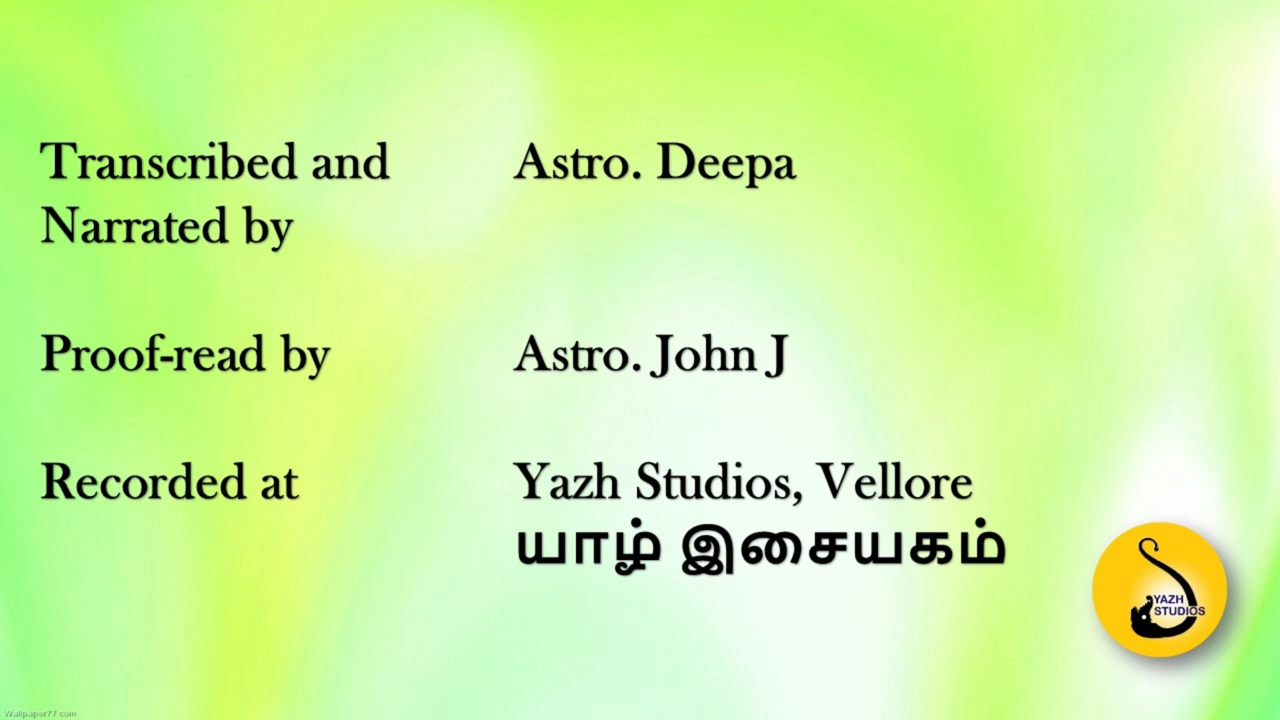 Transcribed and Astro. Deepa
Narrated by
Proof-read by Astro. John J
Recorded at Yazh Studios, Vellore
யாழ் இசையகம்
YAZH
STUDIOS
Wallpaper77.com